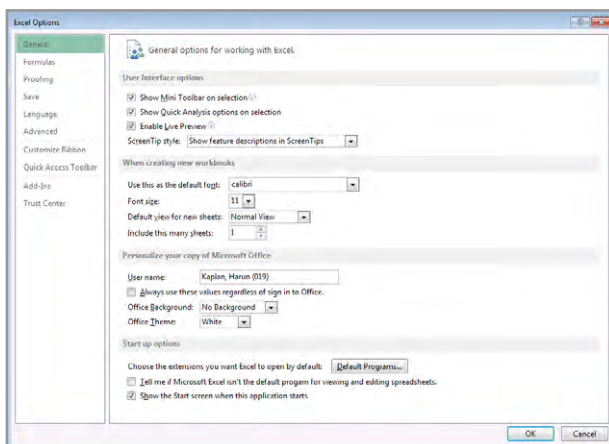 Excel Options
General
Formulas
Proofing
Save
Language
Advanced
Customize Ribbon
Quick Access Toolbar
Add-Ins
Trust Center
General options for working with Excel.
User Interface options
Show Mini Toolbar on selection
Show Quick Analysis options on selection
Enable Live Preview
ScreenTip style: Show feature descriptions in ScreenTips
When creating new workbooks
Use this as the default font: calibri
Font size: 11
Default view for new sheets: Normal View
Include this many sheets: 1
Personalize your copy of Microsoft Office
User name: Kaplan, Harun (019)
Always use these values regardless of sign in to Office.
Office Background: No Background
Office Theme: White
Start up options
Choose the extensions you want Excel to open by default: Default Programs...
Tell me if Microsoft Excel isn't the default progam for viewing and editing spreadsheets.
Show the Start screen when this application starts
OK Cancel